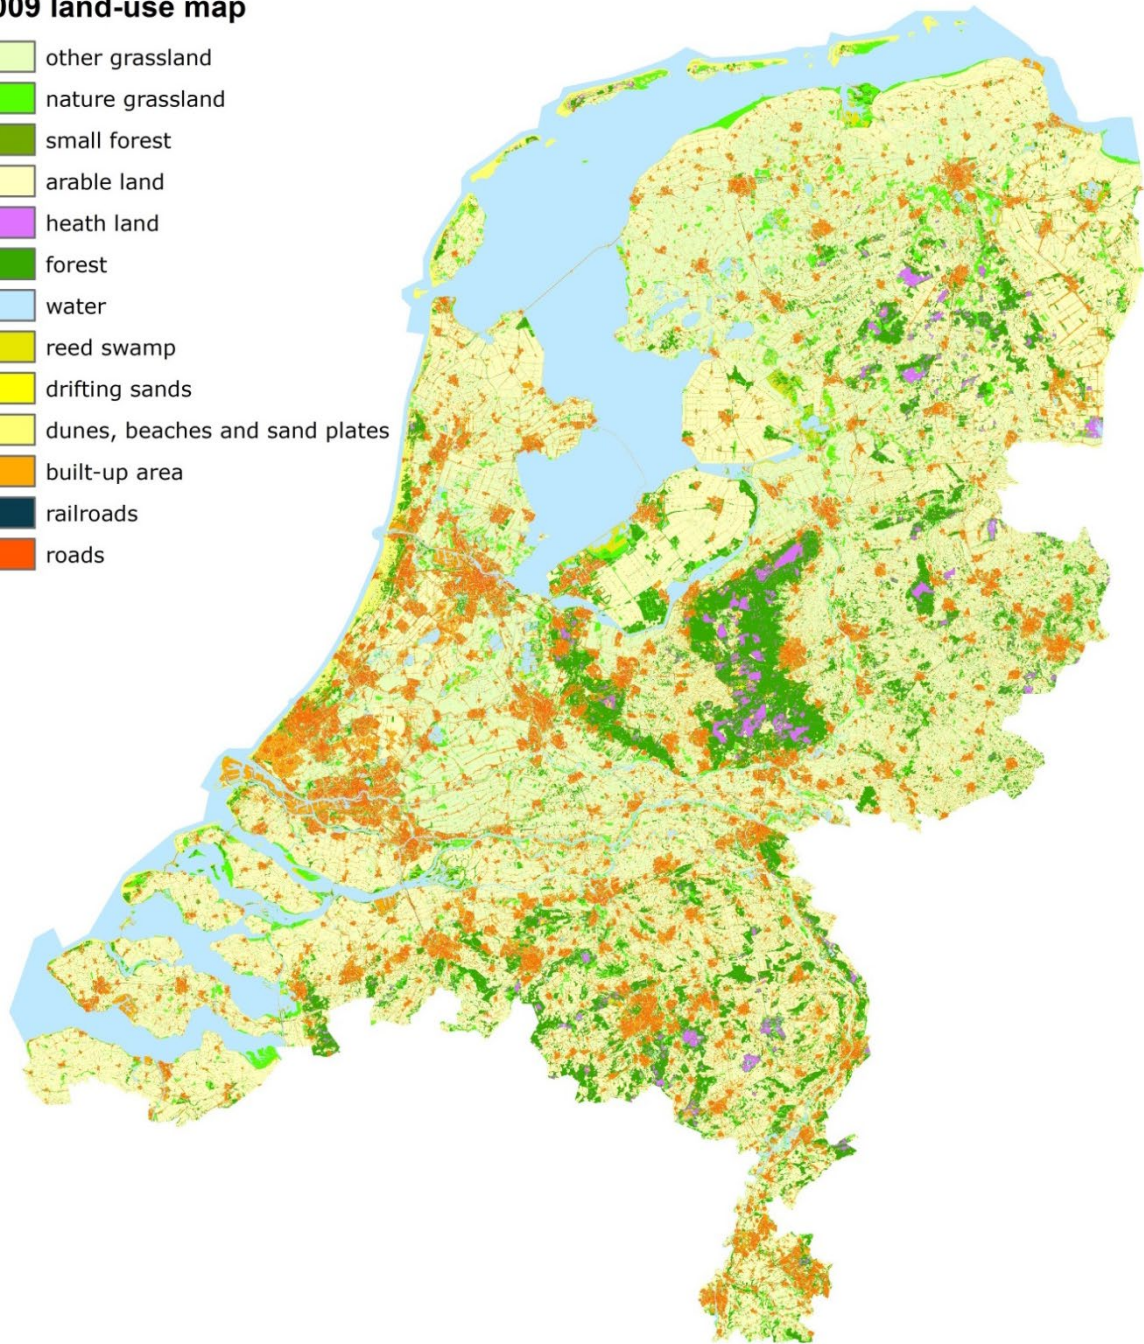 009 land-use map
other grassland
nature grassland
small forest
arable land
heath land
forest
water
reed swamp
drifting sands
dunes, beaches and sand plates
built-up area
railroads
roads